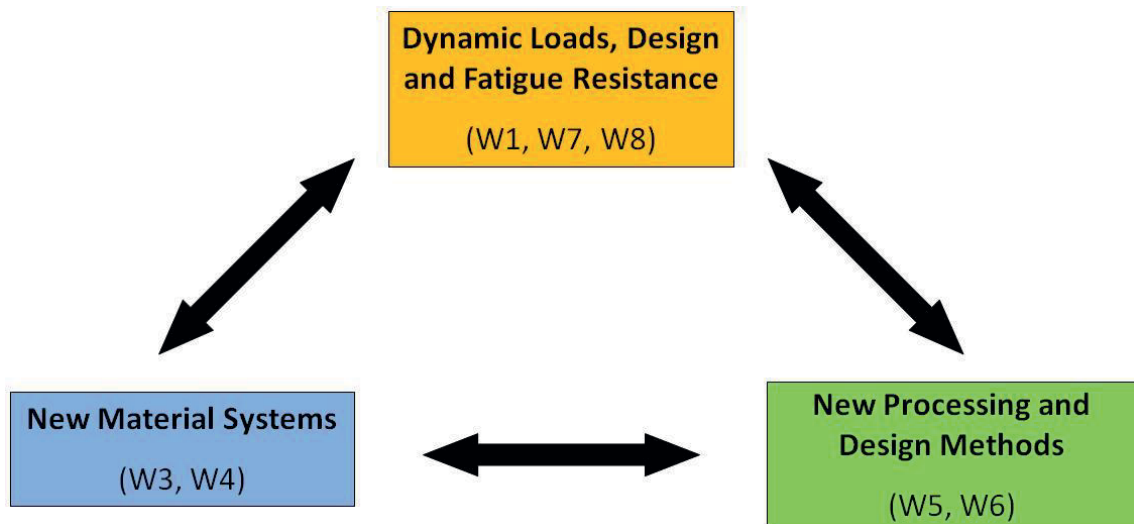 Dynamic Loads, Design
and Fatigue Resistance
(W1, W7, W8)
New Material Systems
(W3, W4)
New Processing and
Design Methods
(W5, W6)